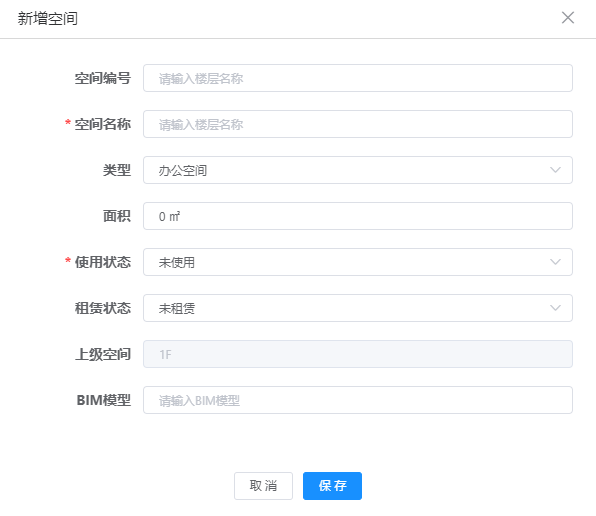 新增空间
空间编号 请输入楼层名称
* 空间名称 请输入楼层名称
类型 办公空间
面积 0 ㎡
* 使用状态 未使用
租赁状态 未租赁
上级空间 1F
BIM模型 请输入BIM模型
取消 保存